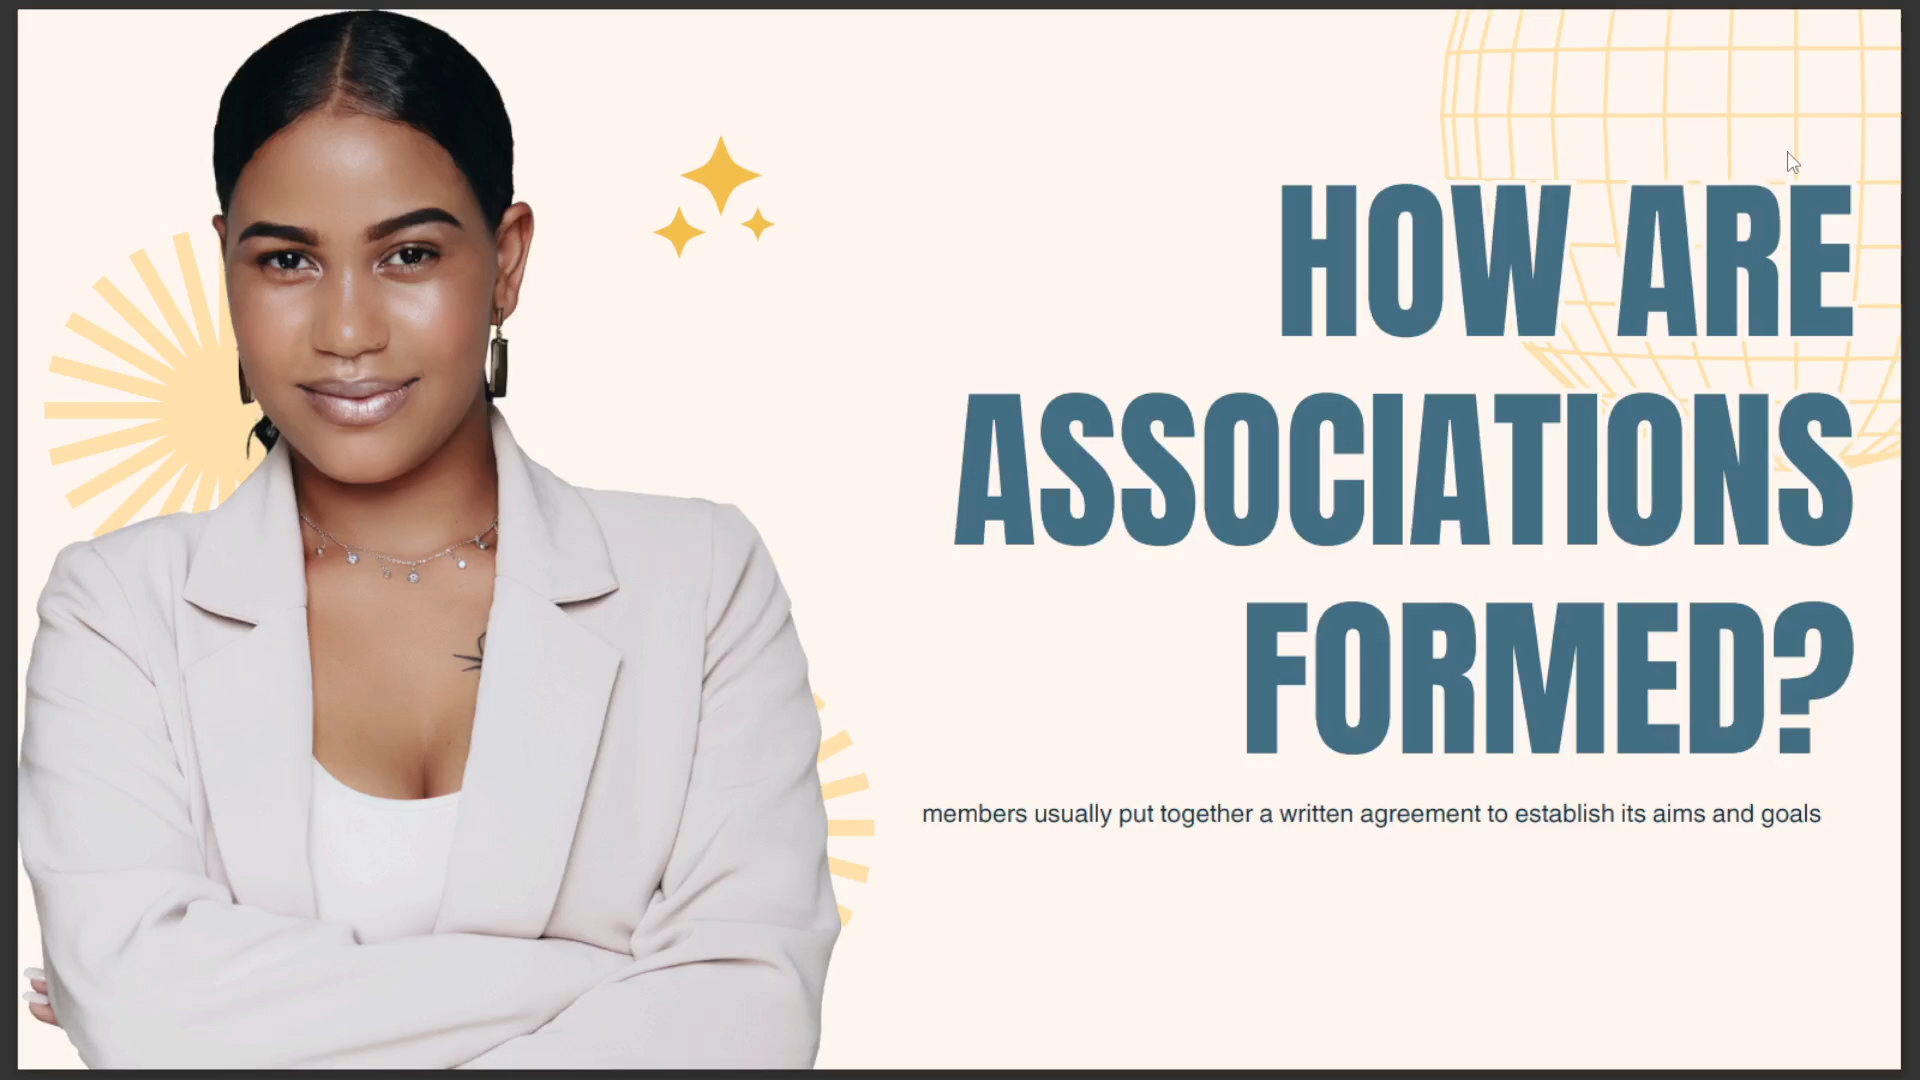 HOW ARE
ASSOCIATIONS
FORMED?
members usually put together a written agreement to establish its aims and goals